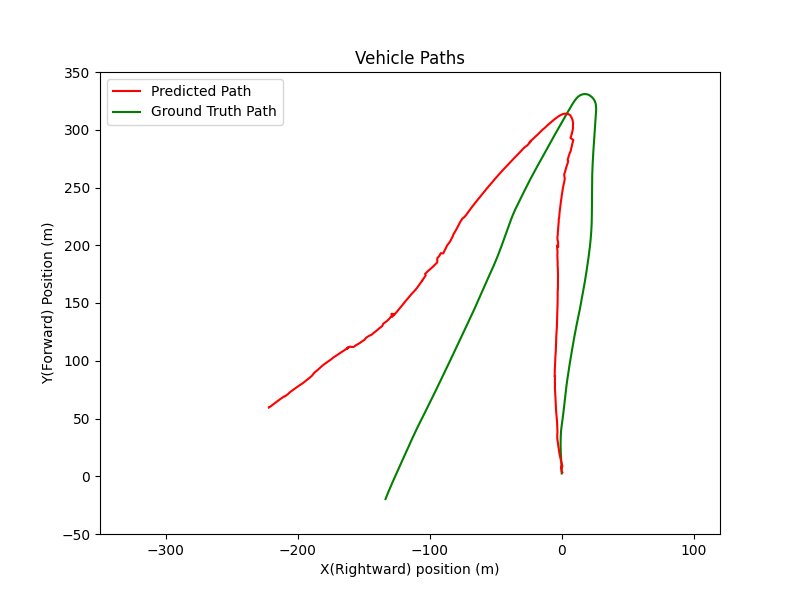 Vehicle Paths
Predicted Path
Ground Truth Path
350
300
250
200
150
100
50
0
−50
Y(Forward) Position (m)
−300
−200
−100
0
100
X(Rightward) position (m)